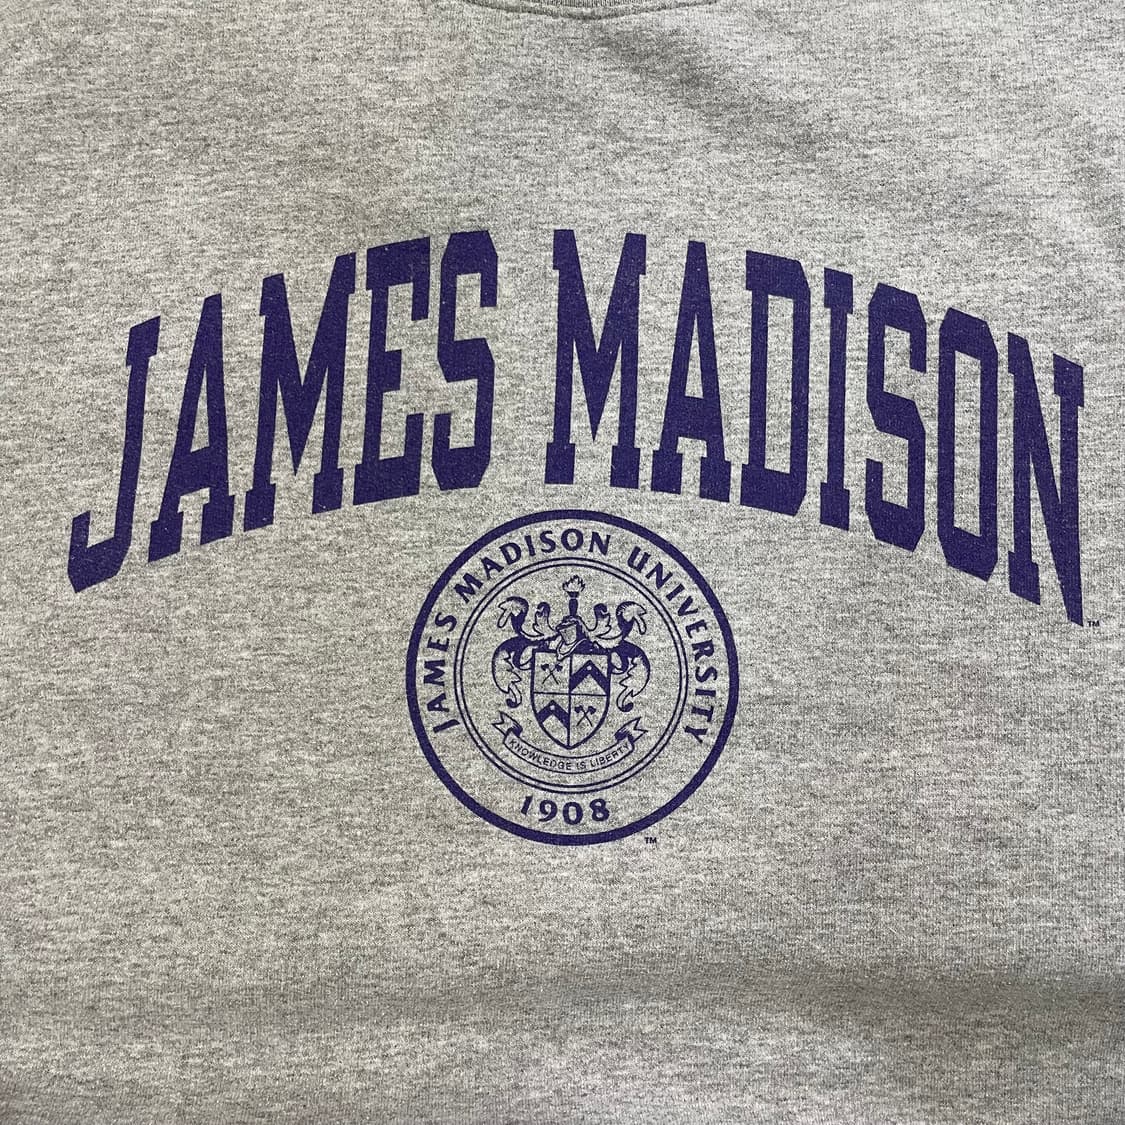 JAMES MADISON
TM
JAMES MADISON UNIVERSITY
KNOWLEDGE IS LIBERTY
1908
TM